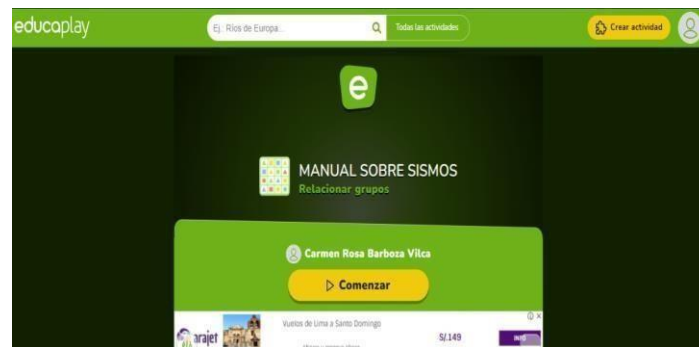 educaplay
Ej. Ríos de Europa...
Todas las actividades
Crear actividad
e
MANUAL SOBRE SISMOS
Relacionar grupos
Carmen Rosa Barboza Vilca
Comenzar
arajet
Vuelos de Lima a Santo Domingo
S/.149